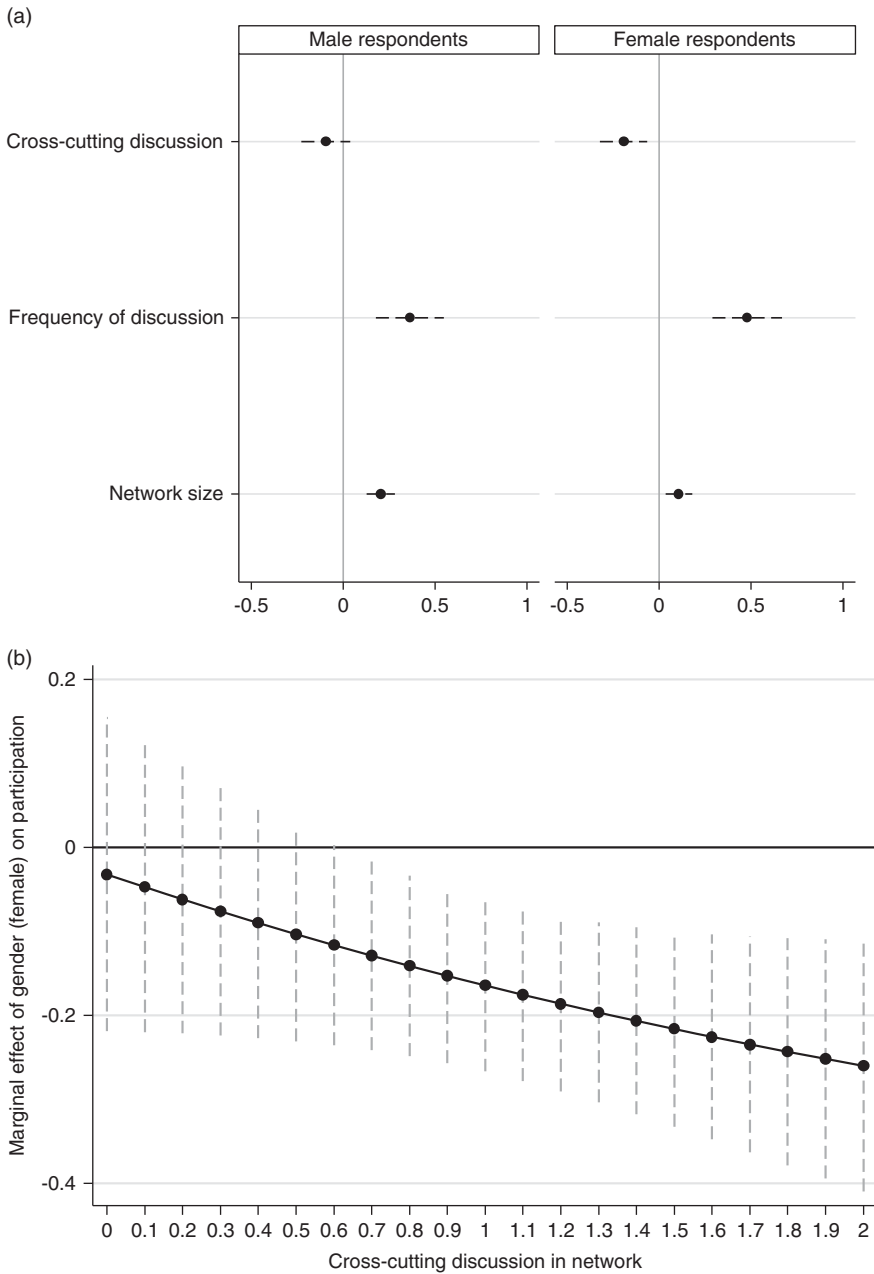 (a)
Male respondents
Female respondents
Cross-cutting discussion
Frequency of discussion
Network size
-0.5 0 0.5 1
-0.5 0 0.5 1
(b)
Marginal effect of gender (female) on participation
0.2
0
-0.2
-0.4
0 0.1 0.2 0.3 0.4 0.5 0.6 0.7 0.8 0.9 1 1.1 1.2 1.3 1.4 1.5 1.6 1.7 1.8 1.9 2
Cross-cutting discussion in network